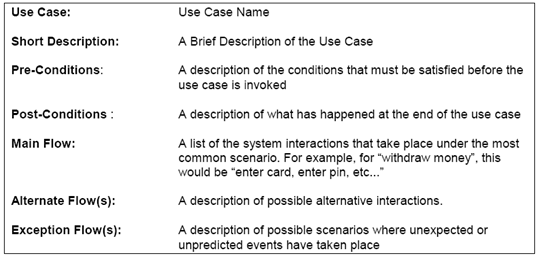 Use Case: Use Case Name
Short Description: A Brief Description of the Use Case
Pre-Conditions: A description of the conditions that must be satisfied before the
use case is invoked
Post-Conditions : A description of what has happened at the end of the use case
Main Flow: A list of the system interactions that take place under the most
common scenario. For example, for “withdraw money”, this
would be “enter card, enter pin, etc...”
Alternate Flow(s): A description of possible alternative interactions.
Exception Flow(s): A description of possible scenarios where unexpected or
unpredicted events have taken place